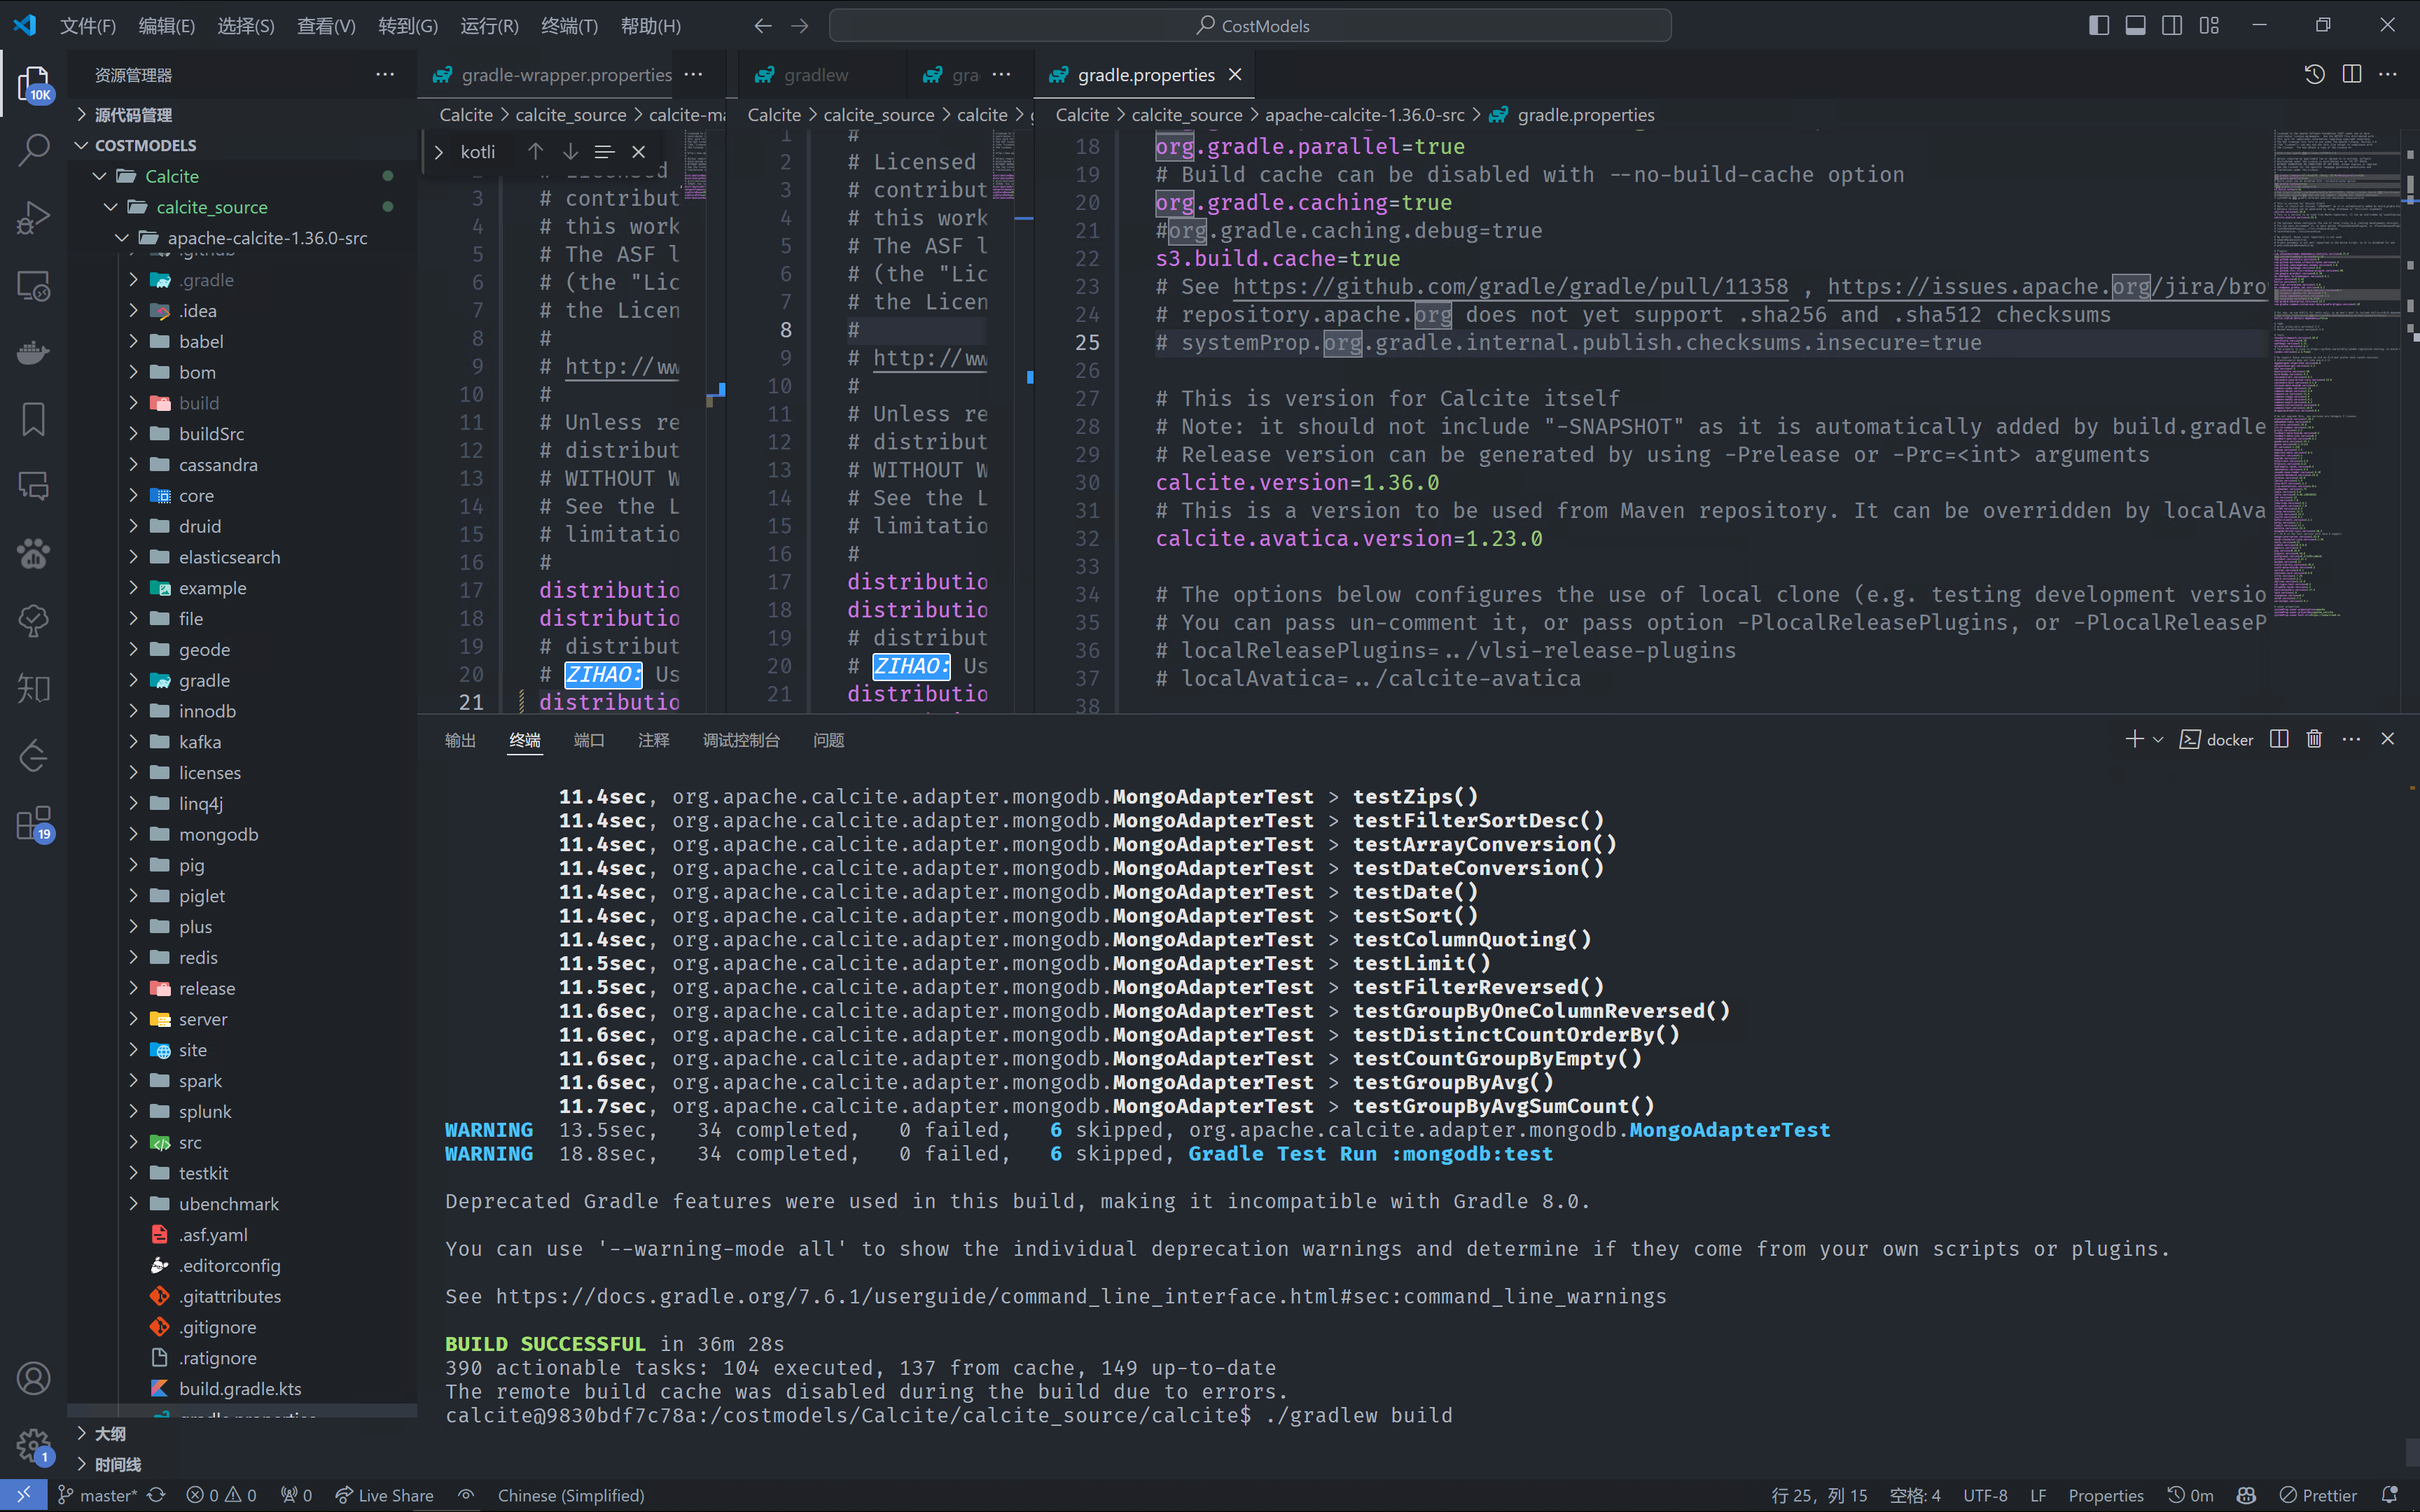 文件(F) 编辑(E) 选择(S) 查看(V) 转到(G) 运行(R) 终端(T) 帮助(H) CostModels
资源管理器
源代码管理
COSTMODELS
Calcite
calcite_source
apache-calcite-1.36.0-src
.github
.gradle
.idea
babel
bom
build
buildSrc
cassandra
core
druid
elasticsearch
example
file
geode
gradle
innodb
kafka
licenses
linq4j
mongodb
pig
piglet
plus
redis
release
server
site
spark
splunk
src
testkit
ubenchmark
.asf.yaml
.editorconfig
.gitattributes
.gitignore
.ratignore
build.gradle.kts
gradle.properties
大纲
时间线
10K
19
1
gradle-wrapper.properties
Calcite > calcite_source > calcite-ma
kotli
# Licensed
3 # contribut
4 # this work
5 # The ASF l
6 # (the "Lic
7 # the Licen
8 #
9 # http://ww
10 #
11 # Unless re
12 # distribut
13 # WITHOUT W
14 # See the L
15 # limitatio
16 #
17 distributio
18 distributio
19 # distribut
20 # ZIHAO: Us
21 distributio
gradlew gra
Calcite > calcite_source > calcite >
1 #
2 # Licensed
3 # contribut
4 # this work
5 # The ASF l
6 # (the "Lic
7 # the Licen
8 #
9 # http://ww
10 #
11 # Unless re
12 # distribut
13 # WITHOUT W
14 # See the L
15 # limitatio
16 #
17 distributio
18 distributio
19 # distribut
20 # ZIHAO: Us
21 distributio
gradle.properties
Calcite > calcite_source > apache-calcite-1.36.0-src > gradle.properties
18 org.gradle.parallel=true
19 # Build cache can be disabled with --no-build-cache option
20 org.gradle.caching=true
21 #org.gradle.caching.debug=true
22 s3.build.cache=true
23 # See https://github.com/gradle/gradle/pull/11358 , https://issues.apache.org/jira/bro
24 # repository.apache.org does not yet support .sha256 and .sha512 checksums
25 # systemProp.org.gradle.internal.publish.checksums.insecure=true
26
27 # This is version for Calcite itself
28 # Note: it should not include "-SNAPSHOT" as it is automatically added by build.gradle
29 # Release version can be generated by using -Prelease or -Prc=<int> arguments
30 calcite.version=1.36.0
31 # This is a version to be used from Maven repository. It can be overridden by localAva
32 calcite.avatica.version=1.23.0
33
34 # The options below configures the use of local clone (e.g. testing development versio
35 # You can pass un-comment it, or pass option -PlocalReleasePlugins, or -PlocalReleaseP
36 # localReleasePlugins=../vlsi-release-plugins
37 # localAvatica=../calcite-avatica
38
输出 终端 端口 注释 调试控制台 问题 docker
11.4sec, org.apache.calcite.adapter.mongodb.MongoAdapterTest > testZips()
11.4sec, org.apache.calcite.adapter.mongodb.MongoAdapterTest > testFilterSortDesc()
11.4sec, org.apache.calcite.adapter.mongodb.MongoAdapterTest > testArrayConversion()
11.4sec, org.apache.calcite.adapter.mongodb.MongoAdapterTest > testDateConversion()
11.4sec, org.apache.calcite.adapter.mongodb.MongoAdapterTest > testDate()
11.4sec, org.apache.calcite.adapter.mongodb.MongoAdapterTest > testSort()
11.4sec, org.apache.calcite.adapter.mongodb.MongoAdapterTest > testColumnQuoting()
11.5sec, org.apache.calcite.adapter.mongodb.MongoAdapterTest > testLimit()
11.5sec, org.apache.calcite.adapter.mongodb.MongoAdapterTest > testFilterReversed()
11.6sec, org.apache.calcite.adapter.mongodb.MongoAdapterTest > testGroupByOneColumnReversed()
11.6sec, org.apache.calcite.adapter.mongodb.MongoAdapterTest > testDistinctCountOrderBy()
11.6sec, org.apache.calcite.adapter.mongodb.MongoAdapterTest > testCountGroupByEmpty()
11.6sec, org.apache.calcite.adapter.mongodb.MongoAdapterTest > testGroupByAvg()
11.7sec, org.apache.calcite.adapter.mongodb.MongoAdapterTest > testGroupByAvgSumCount()
WARNING 13.5sec, 34 completed, 0 failed, 6 skipped, org.apache.calcite.adapter.mongodb.MongoAdapterTest
WARNING 18.8sec, 34 completed, 0 failed, 6 skipped, Gradle Test Run :mongodb:test
Deprecated Gradle features were used in this build, making it incompatible with Gradle 8.0.
You can use '--warning-mode all' to show the individual deprecation warnings and determine if they come from your own scripts or plugins.
See https://docs.gradle.org/7.6.1/userguide/command_line_interface.html#sec:command_line_warnings
BUILD SUCCESSFUL in 36m 28s
390 actionable tasks: 104 executed, 137 from cache, 149 up-to-date
The remote build cache was disabled during the build due to errors.
calcite@9830bdf7c78a:/costmodels/Calcite/calcite_source/calcite$ ./gradlew build
master* 0 0 0 Live Share Chinese (Simplified) 行 25，列 15 空格: 4 UTF-8 LF Properties 0m Prettier